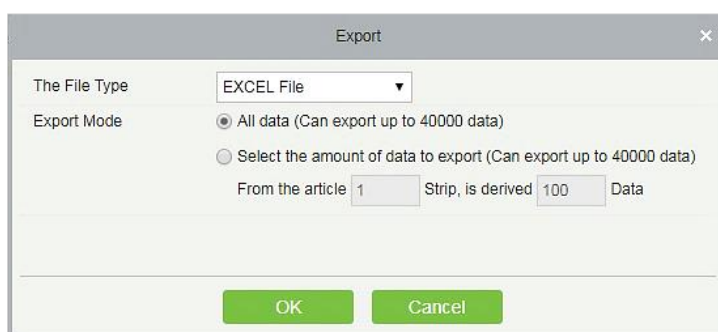 Export
The File Type EXCEL File
Export Mode All data (Can export up to 40000 data)
Select the amount of data to export (Can export up to 40000 data)
From the article 1 Strip, is derived 100 Data
OK Cancel